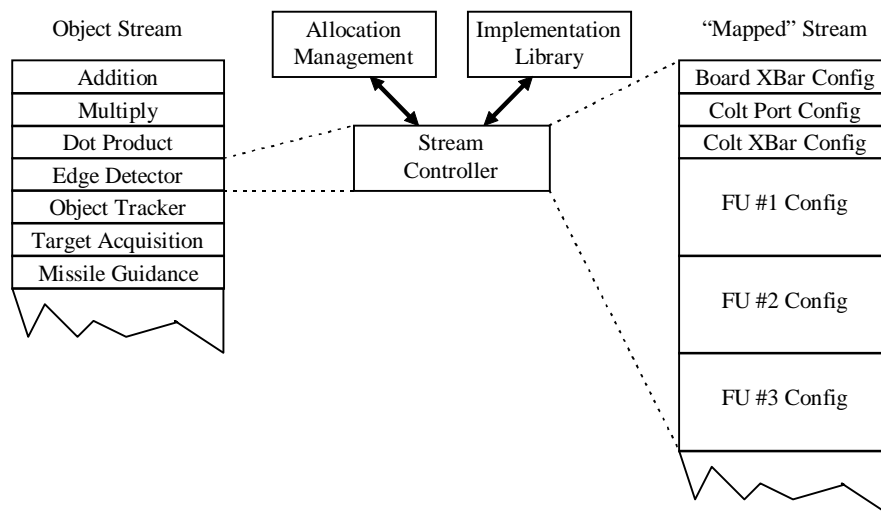 Object Stream
Addition
Multiply
Dot Product
Edge Detector
Object Tracker
Target Acquisition
Missile Guidance
Allocation
Management
Implementation
Library
Stream
Controller
“Mapped” Stream
Board XBar Config
Colt Port Config
Colt XBar Config
FU #1 Config
FU #2 Config
FU #3 Config